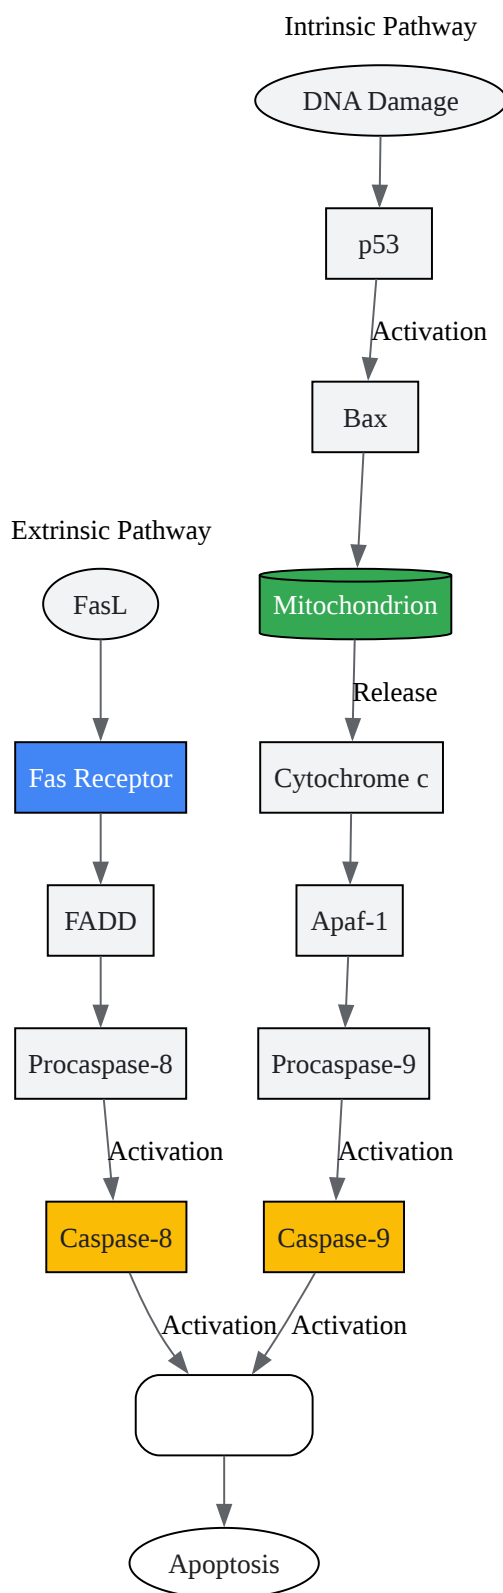 Intrinsic Pathway
DNA Damage
p53
Activation
Bax
Extrinsic Pathway
FasL
Mitochondrion
Release
Fas Receptor
Cytochrome c
FADD
Apaf-1
Procaspase-8
Procaspase-9
Activation
Activation
Caspase-8
Caspase-9
Activation
Activation
Apoptosis